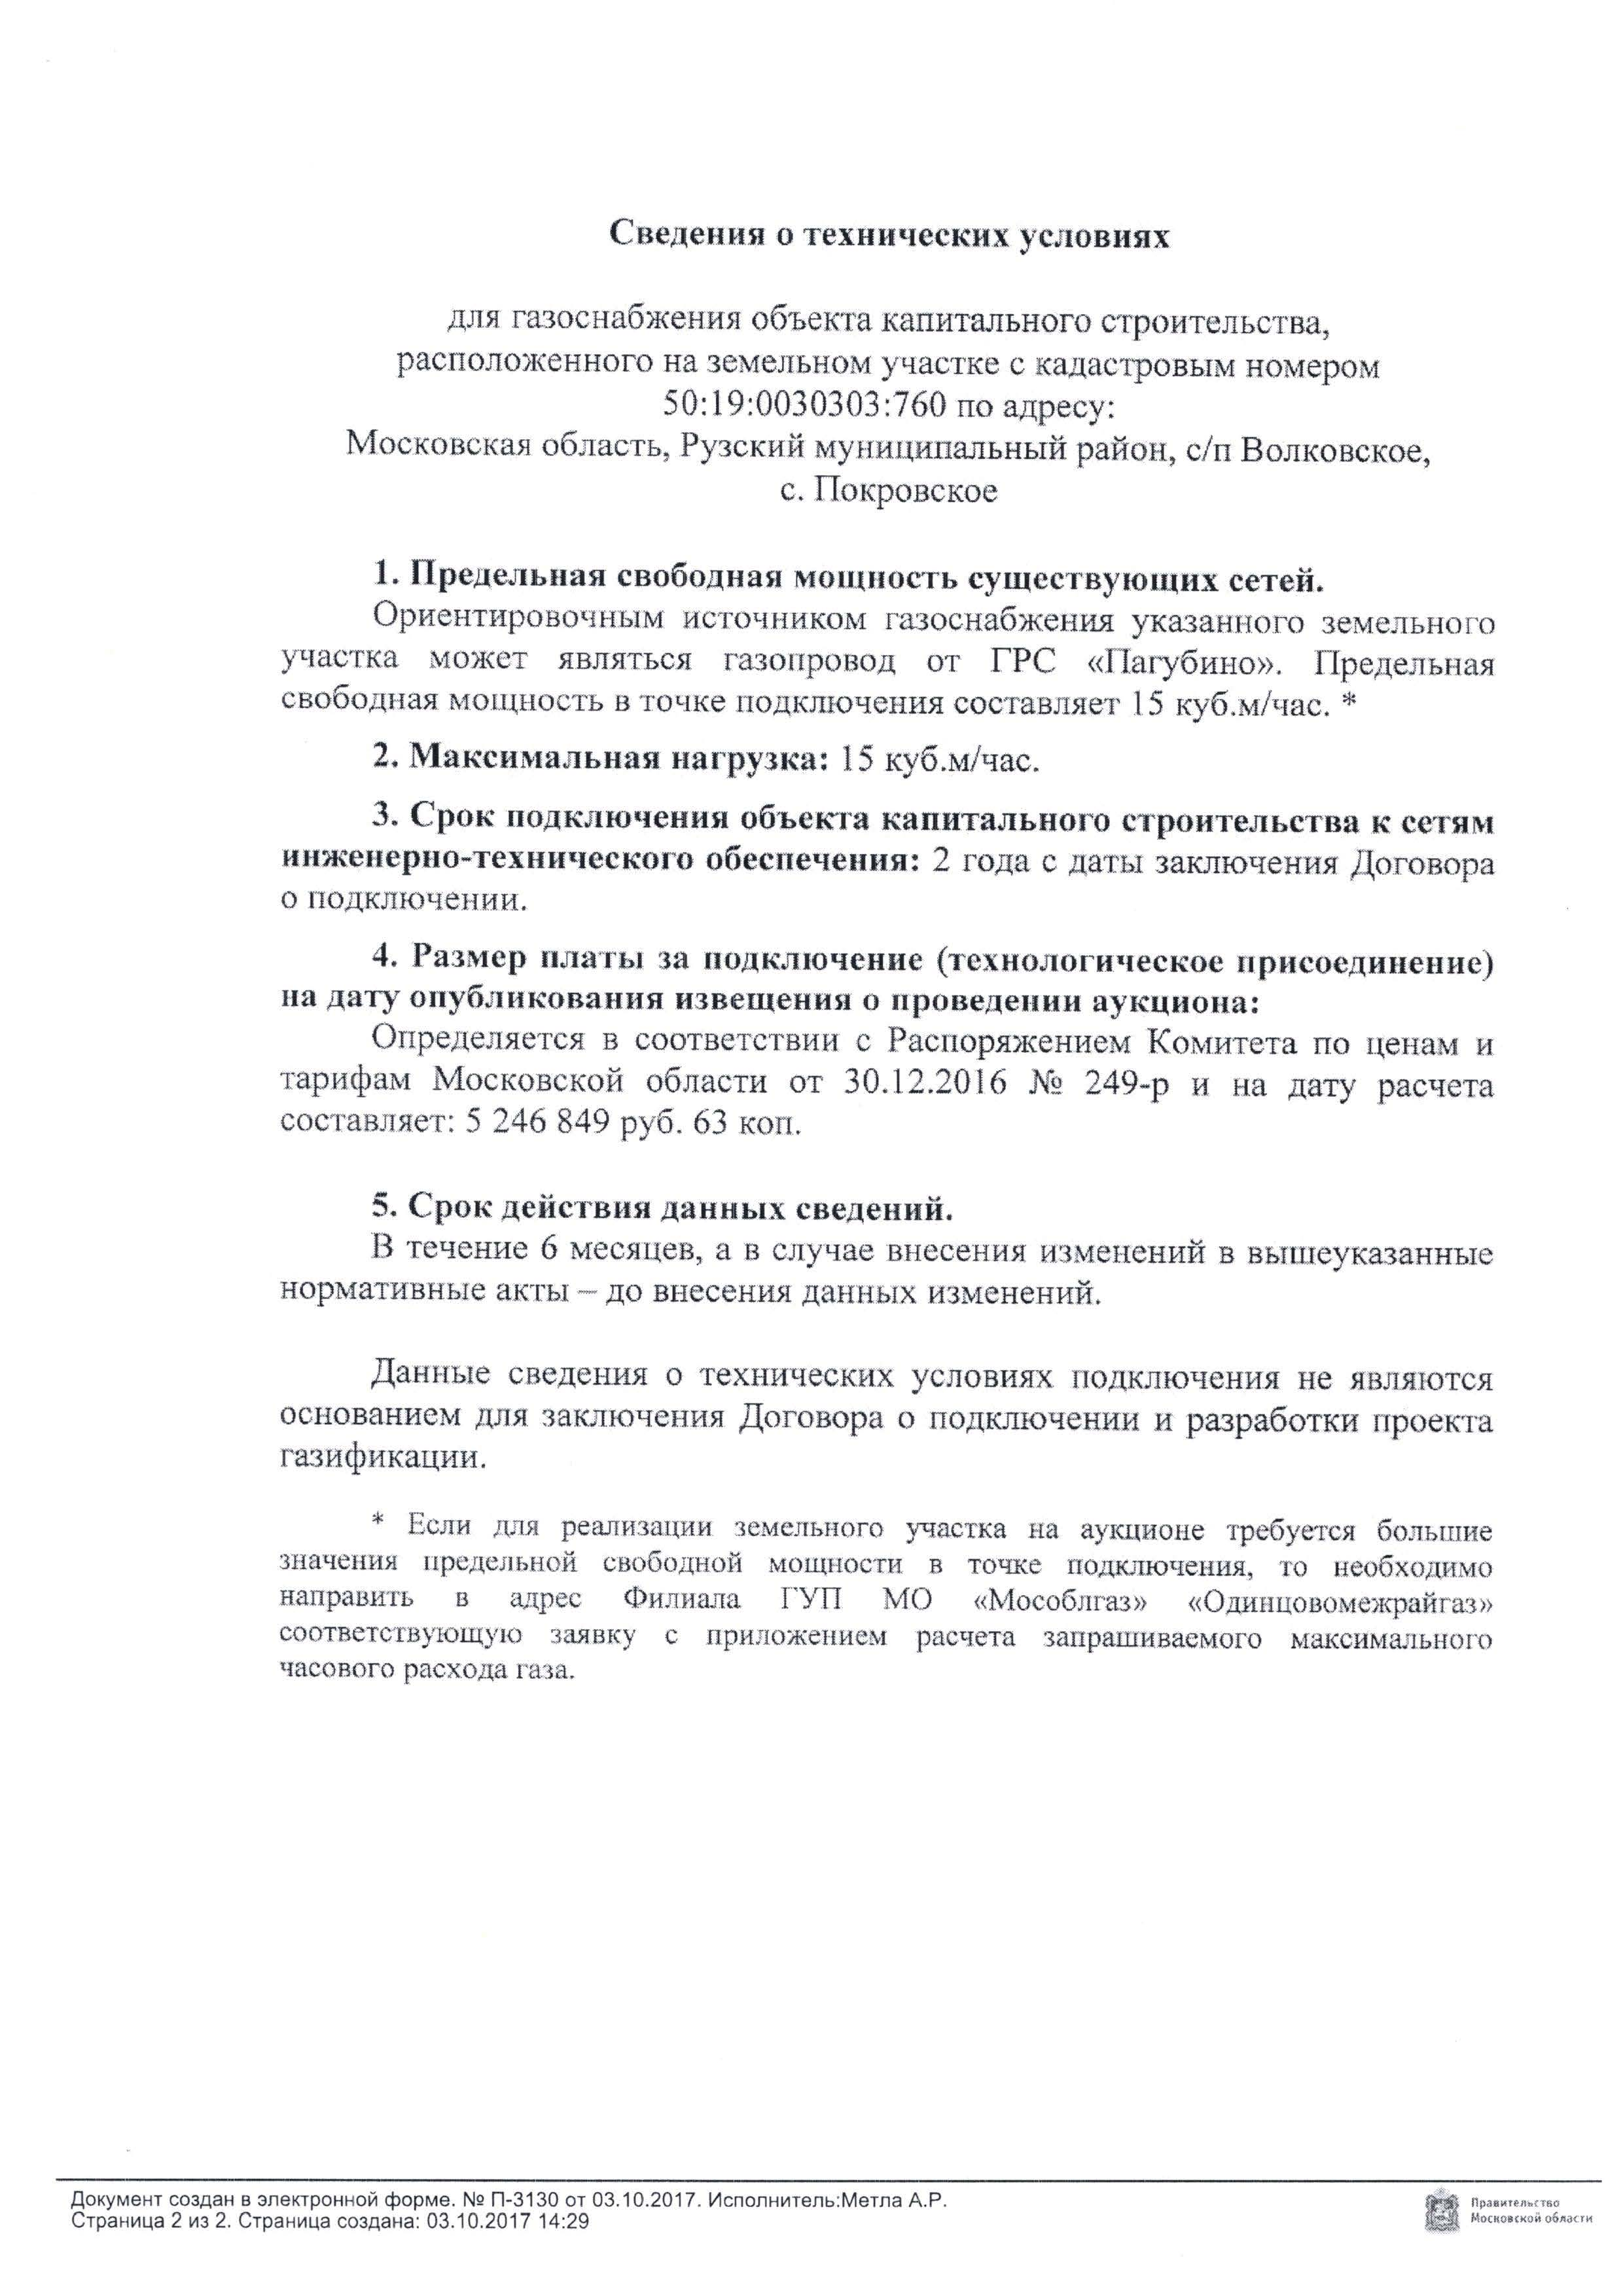 Сведения о технических условиях
для газоснабжения объекта капитального строительства,
расположенного на земельном участке с кадастровым номером
50:19:0030303:760 по адресу:
Московская область, Рузский муниципальный район, с/п Волковское,
с. Покровское
1. Предельная свободная мощность существующих сетей.
Ориентировочным источником газоснабжения указанного земельного
участка может являться газопровод от ГРС «Пагубино». Предельная
свободная мощность в точке подключения составляет 15 куб.м/час. *
2. Максимальная нагрузка: 15 куб.м/час.
3. Срок подключения объекта капитального строительства к сетям
инженерно-технического обеспечения: 2 года с даты заключения Договора
о подключении.
4. Размер платы за подключение (технологическое присоединение)
на дату опубликования извещения о проведении аукциона:
Определяется в соответствии с Распоряжением Комитета по ценам и
тарифам Московской области от 30.12.2016 № 249-р и на дату расчета
составляет: 5 246 849 руб. 63 коп.
5. Срок действия данных сведений.
В течение 6 месяцев, а в случае внесения изменений в вышеуказанные
нормативные акты – до внесения данных изменений.
Данные сведения о технических условиях подключения не являются
основанием для заключения Договора о подключении и разработки проекта
газификации.
* Если для реализации земельного участка на аукционе требуется большие
значения предельной свободной мощности в точке подключения, то необходимо
направить в адрес Филиала ГУП МО «Мособлгаз» «Одинцовомежрайгаз»
соответствующую заявку с приложением расчета запрашиваемого максимального
часового расхода газа.
Документ создан в электронной форме. № П-3130 от 03.10.2017. Исполнитель:Метла А.Р.
Страница 2 из 2. Страница создана: 03.10.2017 14:29
Правительство
Московской области